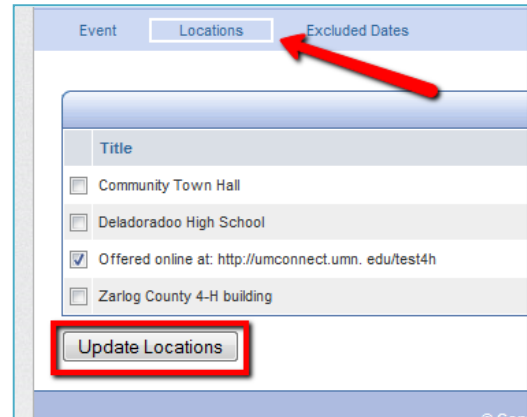 Event Locations Excluded Dates
Title
Community Town Hall
Deladoradoo High School
Offered online at: http://umconnect.umn. edu/test4h
Zarlog County 4-H building
Update Locations